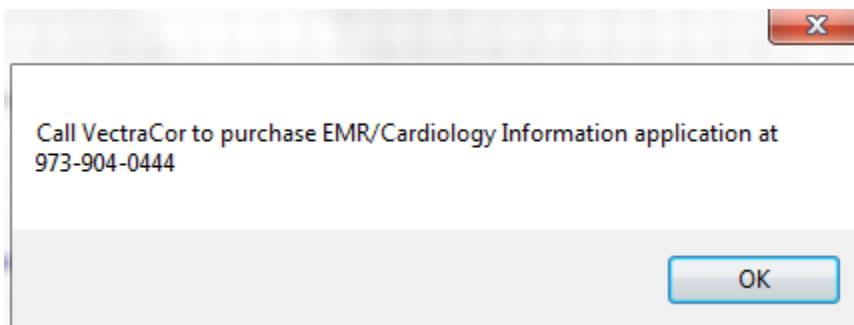 Call VectraCor to purchase EMR/Cardiology Information application at
973-904-0444
OK